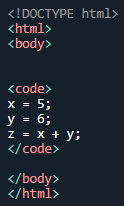 <!DOCTYPE html>
<html>
<body>
<code>
x = 5;
y = 6;
z = x + y;
</code>
</body>
</html>